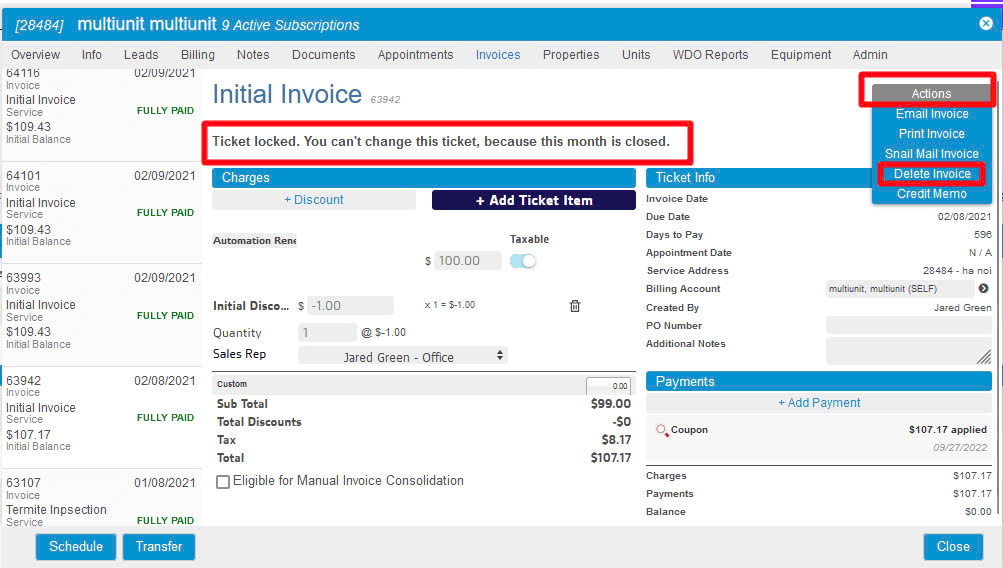 [28484] multiunit multiunit 9 Active Subscriptions
Overview Info Leads Billing Notes Documents Appointments Invoices Properties Units WDO Reports Equipment Admin
64116 02/09/2021
Invoice
Initial Invoice
Service FULLY PAID
$109.43
Initial Balance
64101 02/09/2021
Invoice
Initial Invoice
Service FULLY PAID
$109.43
Initial Balance
63993 02/09/2021
Invoice
Initial Invoice
Service FULLY PAID
$109.43
Initial Balance
63942 02/08/2021
Invoice
Initial Invoice
Service FULLY PAID
$107.17
Initial Balance
63107 01/08/2021
Invoice
Termite Inpsection
Service FULLY PAID
Initial Invoice 63942
Ticket locked. You can't change this ticket, because this month is closed.
Actions
Email Invoice
Print Invoice
Snail Mail Invoice
Delete Invoice
Credit Memo
Charges
+ Discount + Add Ticket Item
Automation Rene Taxable
$ 100.00
Initial Disco... $ -1.00 x 1 = $-1.00
Quantity 1 @ $-1.00
Sales Rep Jared Green - Office
Custom 0.00
Sub Total $99.00
Total Discounts -$0
Tax $8.17
Total $107.17
Eligible for Manual Invoice Consolidation
Ticket Info
Invoice Date
Due Date 02/08/2021
Days to Pay 596
Appointment Date N / A
Service Address 28484 - ha noi
Billing Account multiunit, multiunit (SELF)
Created By Jared Green
PO Number
Additional Notes
Payments
+ Add Payment
Coupon $107.17 applied
09/27/2022
Charges $107.17
Payments $107.17
Balance $0.00
Schedule Transfer Close